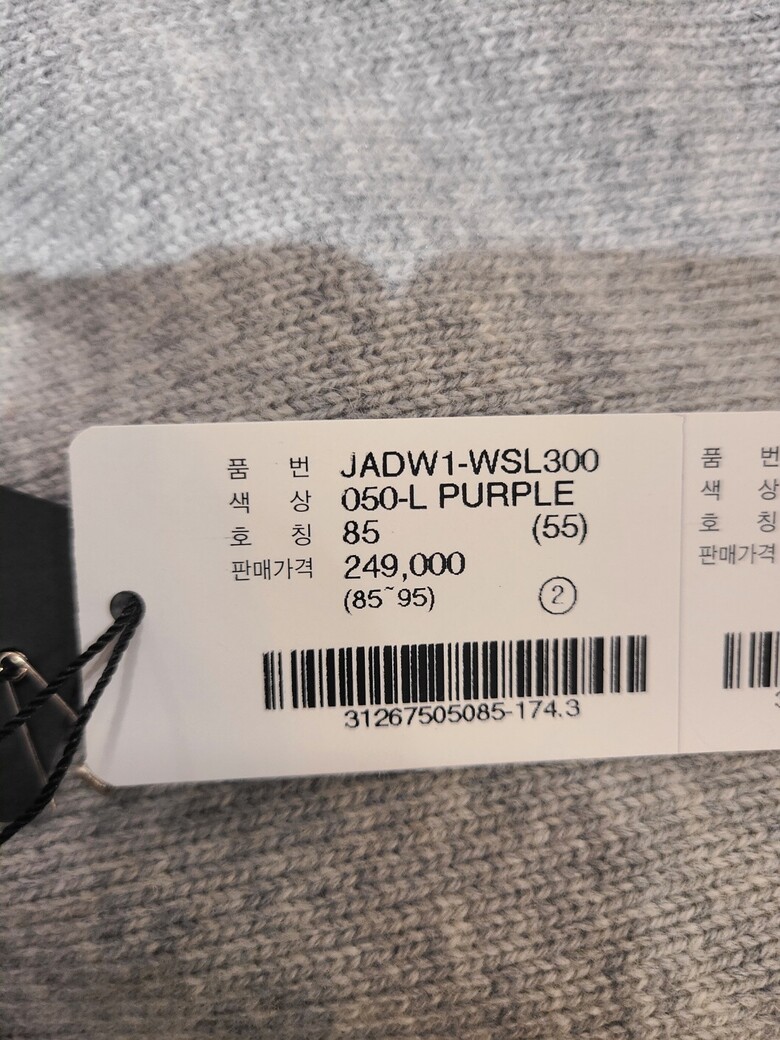 품 번 JADW1-WSL300
색 상 050-L PURPLE
호 칭 85 (55)
판매가격 249,000
(85~95) ②
31267505085-174.3
품 번
색 상
호 칭
판매가격